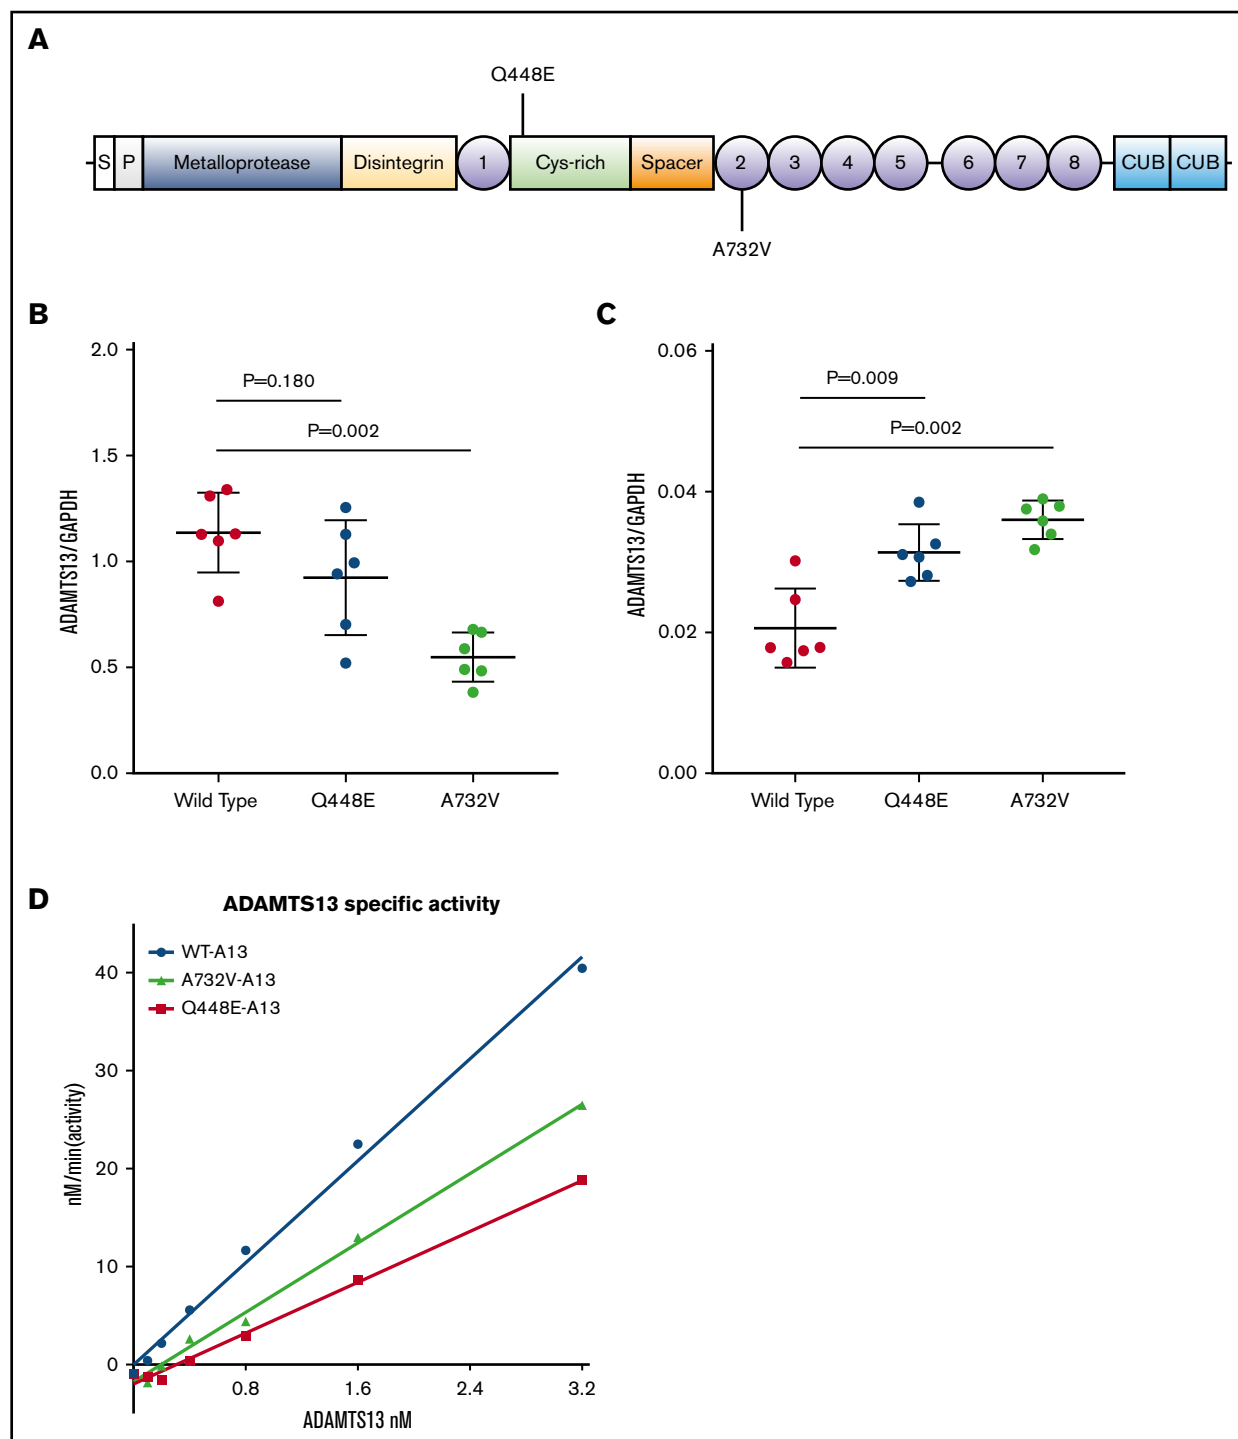 A
Q448E
S P Metalloprotease Disintegrin 1 Cys-rich Spacer 2 3 4 5 6 7 8 CUB CUB
A732V
B
ADAMTS13/GAPDH
2.0
1.5
1.0
0.5
0.0
P=0.180
P=0.002
Wild Type Q448E A732V
C
ADAMTS13/GAPDH
0.06
0.04
0.02
0.00
P=0.009
P=0.002
Wild Type Q448E A732V
D
ADAMTS13 specific activity
WT-A13
A732V-A13
Q448E-A13
nM/min(activity)
40
30
20
10
0
0.8 1.6 2.4 3.2
ADAMTS13 nM